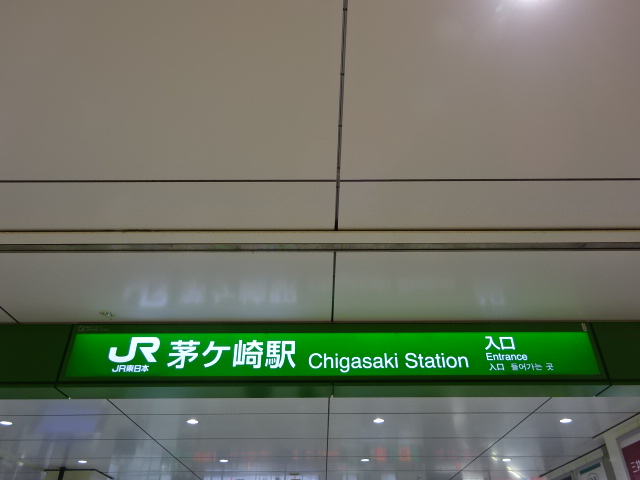 JR 茅ケ崎駅 Chigasaki Station 入口
JR東日本
Entrance
入口 들어가는 곳